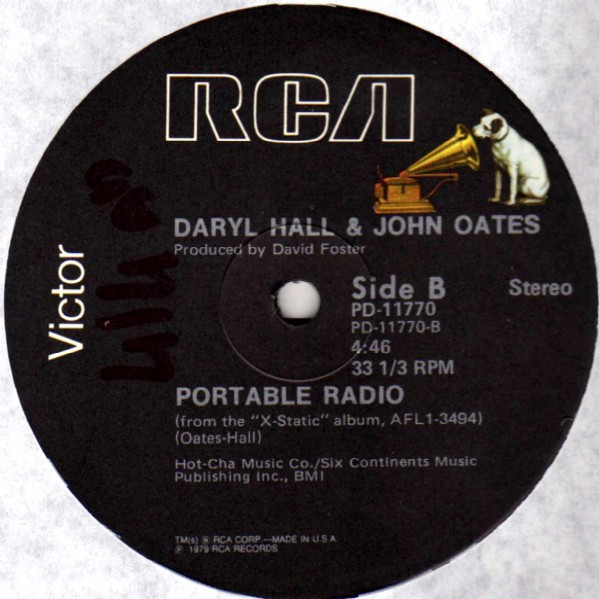 RCA
Victor
DARYL HALL & JOHN OATES
Produced by David Foster
Side B
Stereo
PD-11770
PD-11770-B
4:46
33 1/3 RPM
PORTABLE RADIO
(from the "X-Static" album, AFL1-3494)
(Oates-Hall)
Hot-Cha Music Co./Six Continents Music
Publishing Inc., BMI
TM(s) ® RCA CORP.—MADE IN U.S.A
℗ 1979 RCA RECORDS